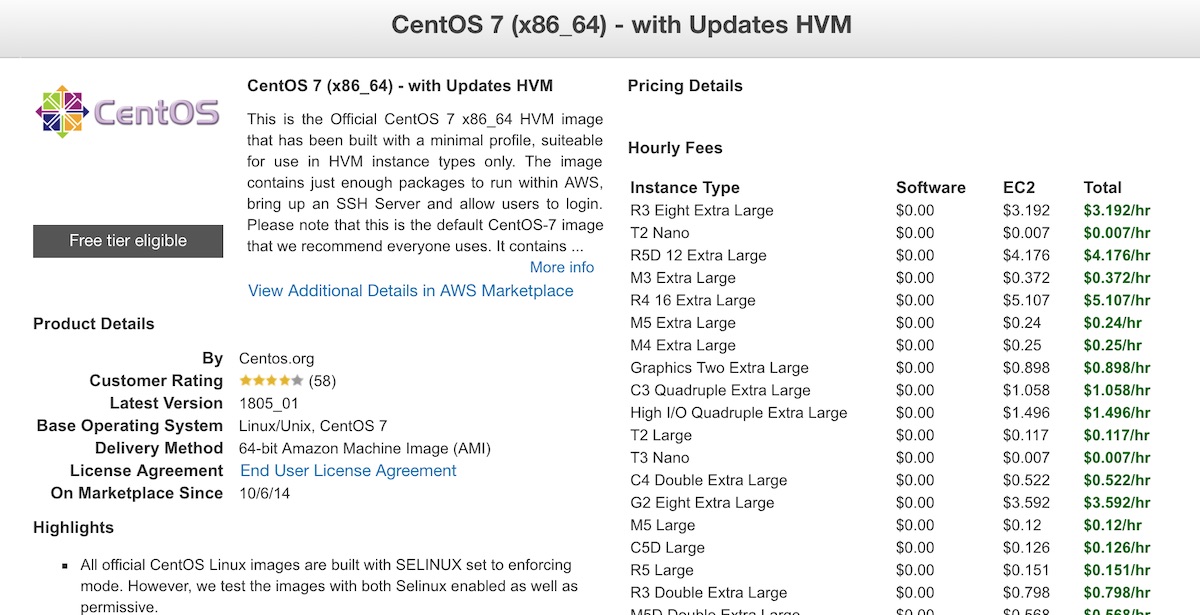 CentOS 7 (x86_64) - with Updates HVM
CentOS
Free tier eligible
CentOS 7 (x86_64) - with Updates HVM
This is the Official CentOS 7 x86_64 HVM image
that has been built with a minimal profile, suiteable
for use in HVM instance types only. The image
contains just enough packages to run within AWS,
bring up an SSH Server and allow users to login.
Please note that this is the default CentOS-7 image
that we recommend everyone uses. It contains ...
More info
View Additional Details in AWS Marketplace
Product Details
By Centos.org
Customer Rating (58)
Latest Version 1805_01
Base Operating System Linux/Unix, CentOS 7
Delivery Method 64-bit Amazon Machine Image (AMI)
License Agreement End User License Agreement
On Marketplace Since 10/6/14
Highlights
All official CentOS Linux images are built with SELINUX set to enforcing
mode. However, we test the images with both Selinux enabled as well as
permissive.
Pricing Details
Hourly Fees
Instance Type Software EC2 Total
R3 Eight Extra Large $0.00 $3.192 $3.192/hr
T2 Nano $0.00 $0.007 $0.007/hr
R5D 12 Extra Large $0.00 $4.176 $4.176/hr
M3 Extra Large $0.00 $0.372 $0.372/hr
R4 16 Extra Large $0.00 $5.107 $5.107/hr
M5 Extra Large $0.00 $0.24 $0.24/hr
M4 Extra Large $0.00 $0.25 $0.25/hr
Graphics Two Extra Large $0.00 $0.898 $0.898/hr
C3 Quadruple Extra Large $0.00 $1.058 $1.058/hr
High I/O Quadruple Extra Large $0.00 $1.496 $1.496/hr
T2 Large $0.00 $0.117 $0.117/hr
T3 Nano $0.00 $0.007 $0.007/hr
C4 Double Extra Large $0.00 $0.522 $0.522/hr
G2 Eight Extra Large $0.00 $3.592 $3.592/hr
M5 Large $0.00 $0.12 $0.12/hr
C5D Large $0.00 $0.126 $0.126/hr
R5 Large $0.00 $0.151 $0.151/hr
R3 Double Extra Large $0.00 $0.798 $0.798/hr
M5D Double Extra Large $0.00 $0.568 $0.568/hr